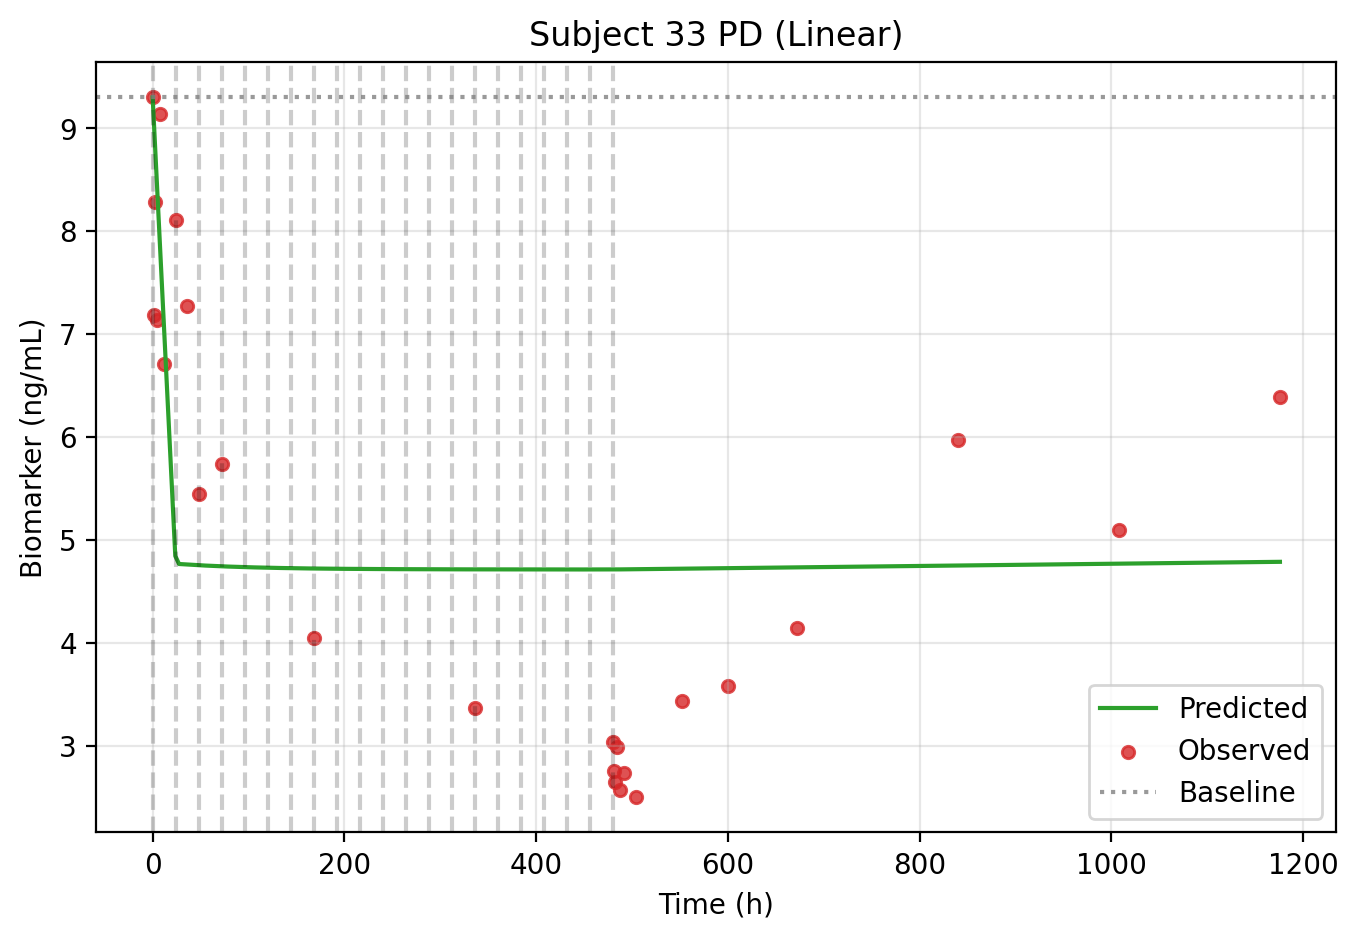 Subject 33 PD (Linear)
Biomarker (ng/mL)
9
8
7
6
5
4
3
Predicted
Observed
Baseline
0 200 400 600 800 1000 1200
Time (h)